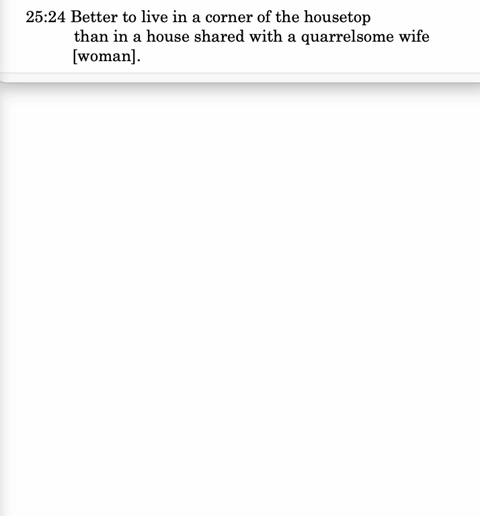 25:24 Better to live in a corner of the housetop
than in a house shared with a quarrelsome wife
[woman].